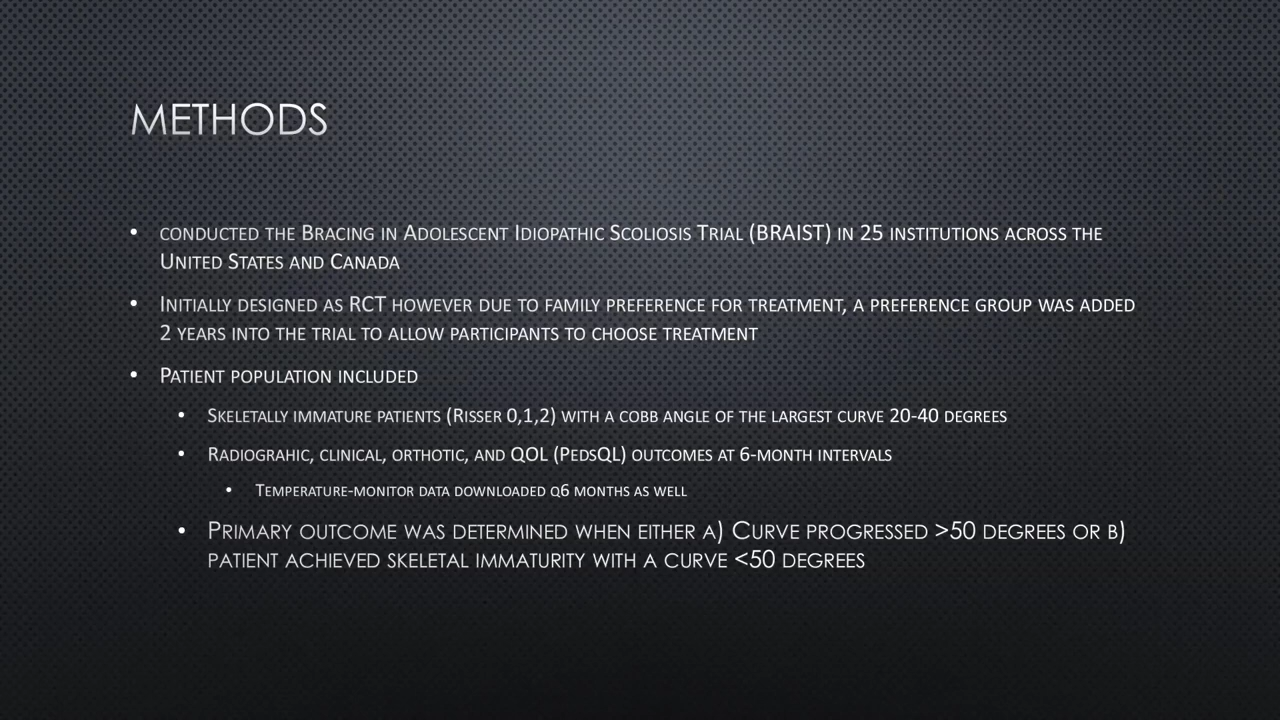 METHODS
• CONDUCTED THE BRACING IN ADOLESCENT IDIOPATHIC SCOLIOSIS TRIAL (BRAIST) IN 25 INSTITUTIONS ACROSS THE
UNITED STATES AND CANADA
• INITIALLY DESIGNED AS RCT HOWEVER DUE TO FAMILY PREFERENCE FOR TREATMENT, A PREFERENCE GROUP WAS ADDED
2 YEARS INTO THE TRIAL TO ALLOW PARTICIPANTS TO CHOOSE TREATMENT
• PATIENT POPULATION INCLUDED
• SKELETALLY IMMATURE PATIENTS (RISSER 0,1,2) WITH A COBB ANGLE OF THE LARGEST CURVE 20-40 DEGREES
• RADIOGRAHIC, CLINICAL, ORTHOTIC, AND QOL (PEDSQL) OUTCOMES AT 6-MONTH INTERVALS
• TEMPERATURE-MONITOR DATA DOWNLOADED Q6 MONTHS AS WELL
• PRIMARY OUTCOME WAS DETERMINED WHEN EITHER A) CURVE PROGRESSED >50 DEGREES OR B)
PATIENT ACHIEVED SKELETAL IMMATURITY WITH A CURVE <50 DEGREES